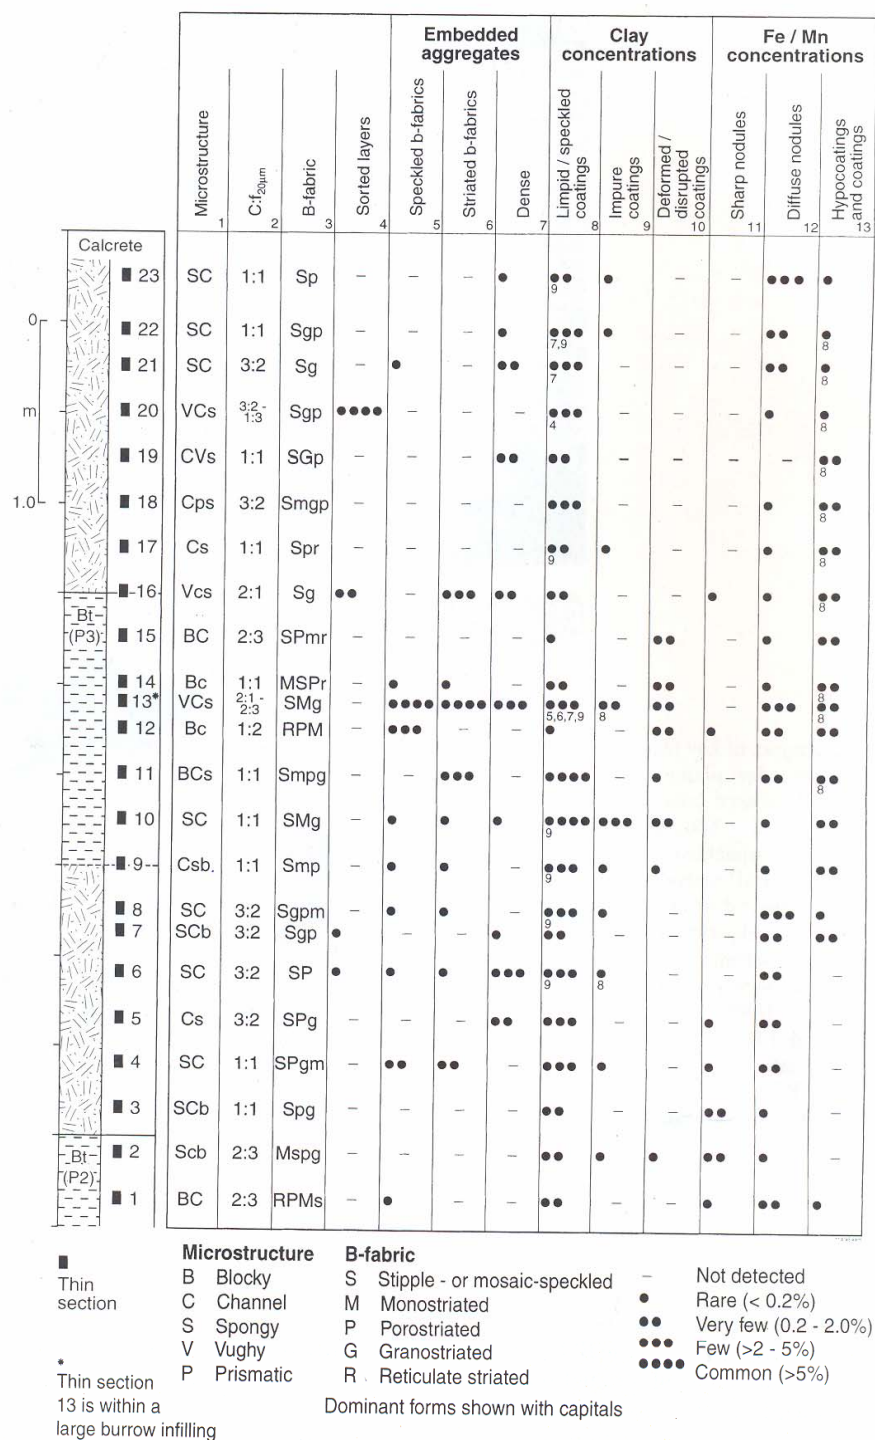 Embedded aggregates
Clay concentrations
Fe / Mn concentrations
Microstructure 1
C:f20µm 2
B-fabric 3
Sorted layers 4
Speckled b-fabrics 5
Striated b-fabrics 6
Dense 7
Limpid / speckled coatings 8
Impure coatings 9
Deformed / disrupted coatings 10
Sharp nodules 11
Diffuse nodules 12
Hypocoatings and coatings 13
Calcrete
0
m
1.0
Bt (P3)
Bt (P2)
23 SC 1:1 Sp – – – ● ●● 9 ● – – ●●● ●
22 SC 1:1 Sgp – – – ● ●●● 7,9 ● – – ●● ● 8
21 SC 3:2 Sg – ● – ●● ●●● 7 – – – ●● ● 8
20 VCs 3:2 - 1:3 Sgp ●●●● – – – ●●● 4 – – – ● ● 8
19 CVs 1:1 SGp – – – ●● ●● – – – – ●● 8
18 Cps 3:2 Smgp – – – – ●●● – – – ● ●● 8
17 Cs 1:1 Spr – – – – ●● 9 ● – – ● ●● 8
16 Vcs 2:1 Sg ●● – ●●● ●● ●● – – ● ● ●● 8
15 BC 2:3 SPmr – – – – ● – ●● – ● ●●
14 Bc 1:1 MSPr – ● ● – ●● – ●● – ● ●● 8
13* VCs 2:1 - 2:3 SMg – ●●●● ●●●● ●●● ●●● 5,6,7,9 ●● 8 ●● – ●●● ●● 8
12 Bc 1:2 RPM – ●●● – – ● – ●● ● ●● ●●
11 BCs 1:1 Smpg – – ●●● – ●●●● – ● – ●● ●● 8
10 SC 1:1 SMg – ● ● ● ●●●● 9 ●●● ●● – ● ●●
9 Csb. 1:1 Smp – ● ● – ●●● 9 ● ● – ● ●●
8 SC 3:2 Sgpm – ● ● – ●●● 9 ● – – ●●● ●
7 SCb 3:2 Sgp ● – – ● ●● – – – ●● ●●
6 SC 3:2 SP ● ● ● ●●● ●●● 9 ● 8 – – ●● –
5 Cs 3:2 SPg – – – ●● ●●● – – ● ●● –
4 SC 1:1 SPgm – ●● ●● – ●●● ● – ● ●● –
3 SCb 1:1 Spg – – – – ●● – – ●● ● –
2 Scb 2:3 Mspg – – – – ●● ● ● ●● ● –
1 BC 2:3 RPMs – ● – – ●● – – ● ●● ●
■ Thin section
* Thin section
13 is within a
large burrow infilling
Microstructure
B Blocky
C Channel
S Spongy
V Vughy
P Prismatic
B-fabric
S Stipple - or mosaic-speckled
M Monostriated
P Porostriated
G Granostriated
R Reticulate striated
Dominant forms shown with capitals
– Not detected
● Rare (< 0.2%)
●● Very few (0.2 - 2.0%)
●●● Few (>2 - 5%)
●●●● Common (>5%)